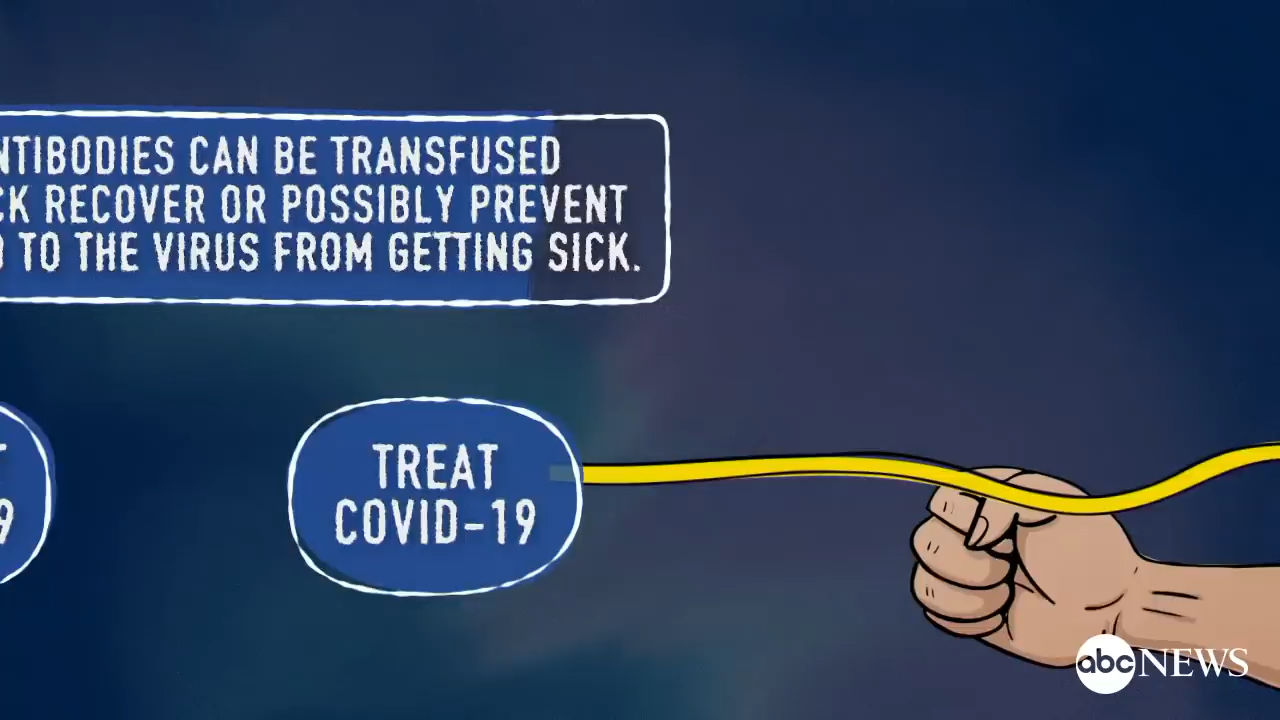 NTIBODIES CAN BE TRANSFUSED
CK RECOVER OR POSSIBLY PREVENT
TO THE VIRUS FROM GETTING SICK.
9
TREAT
COVID-19
abc NEWS